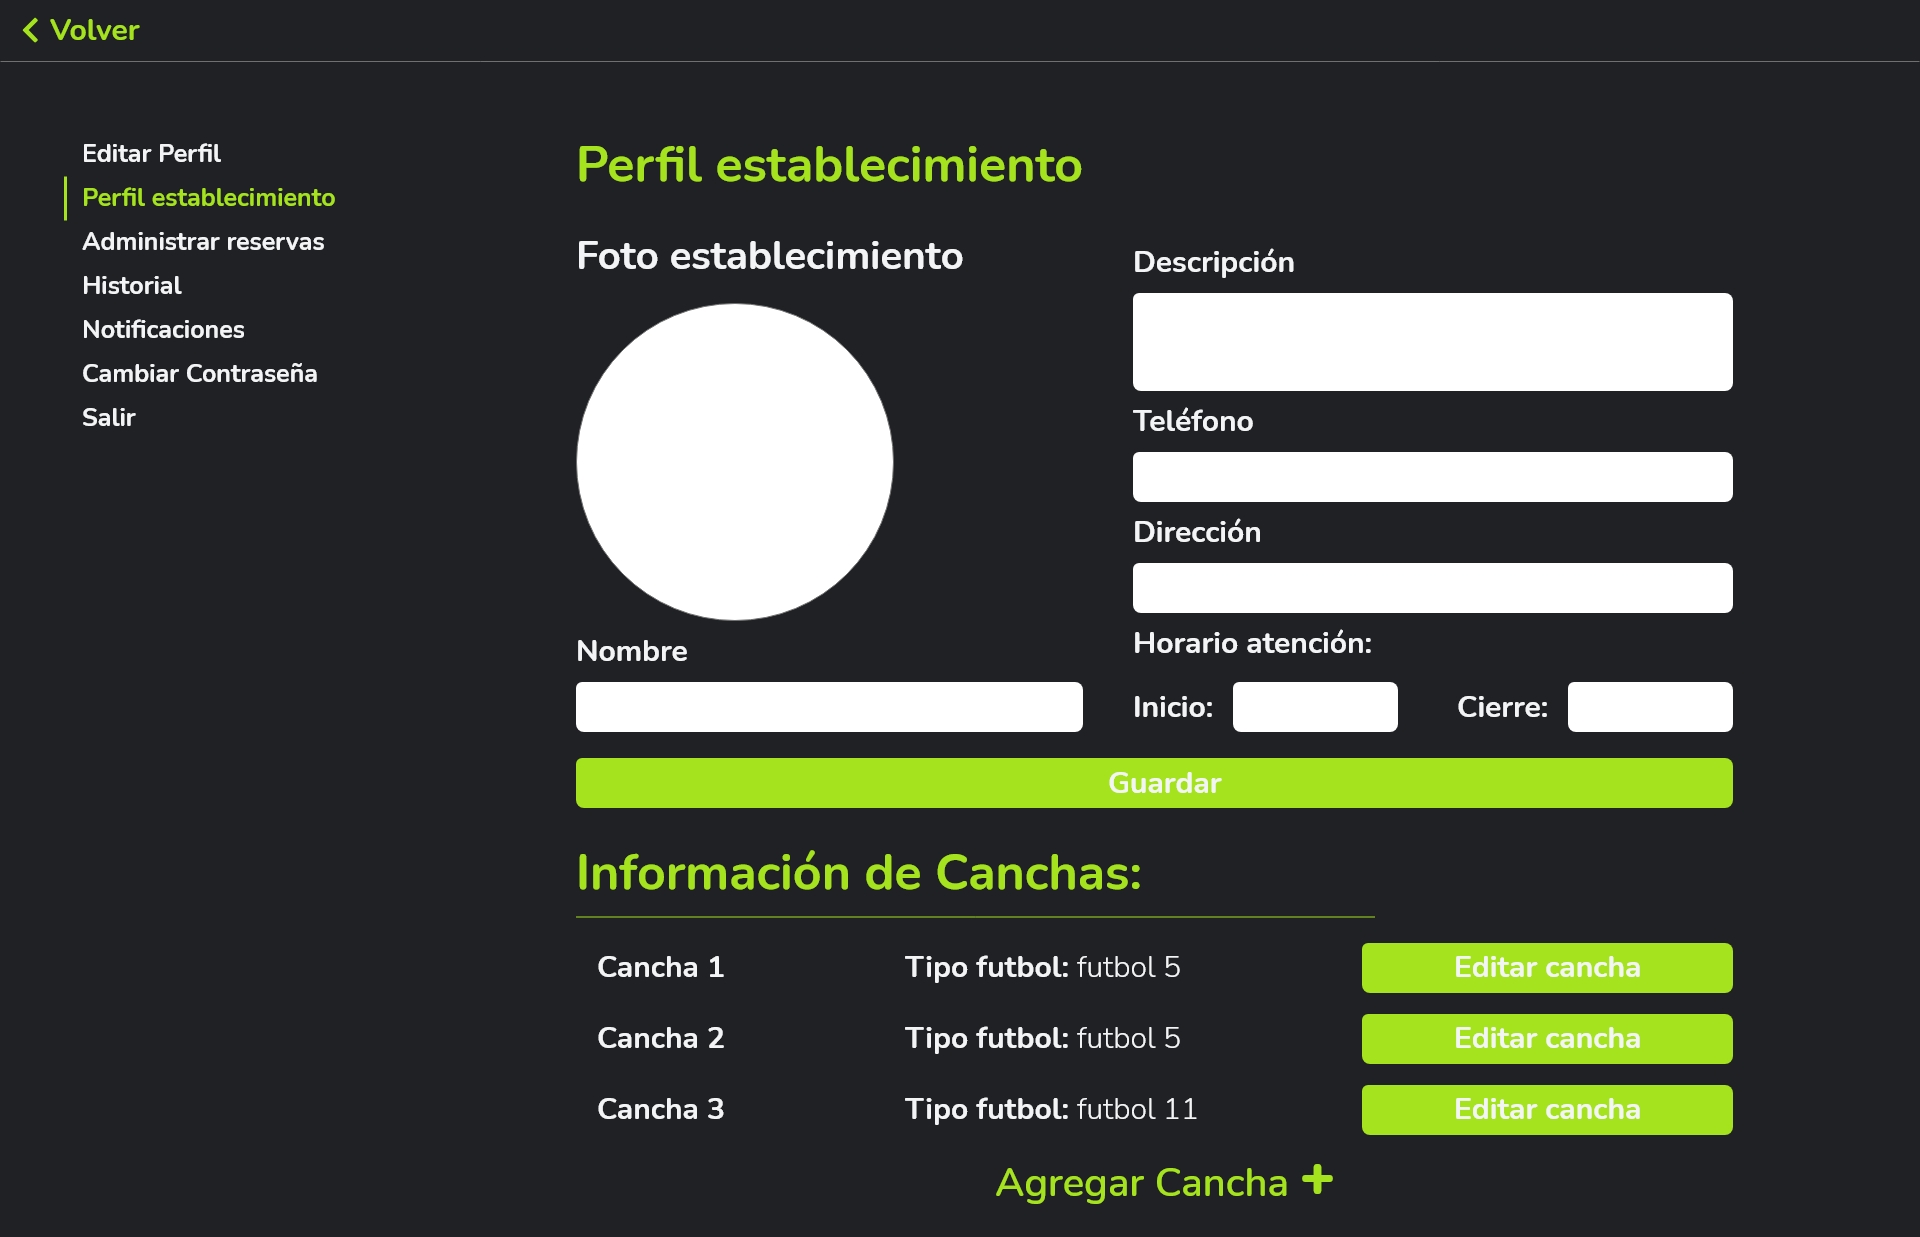 Volver
Editar Perfil
Perfil establecimiento
Administrar reservas
Historial
Notificaciones
Cambiar Contraseña
Salir
Perfil establecimiento
Foto establecimiento
Nombre
Descripción
Teléfono
Dirección
Horario atención:
Inicio: Cierre:
Guardar
Información de Canchas:
Cancha 1 Tipo futbol: futbol 5 Editar cancha
Cancha 2 Tipo futbol: futbol 5 Editar cancha
Cancha 3 Tipo futbol: futbol 11 Editar cancha
Agregar Cancha +